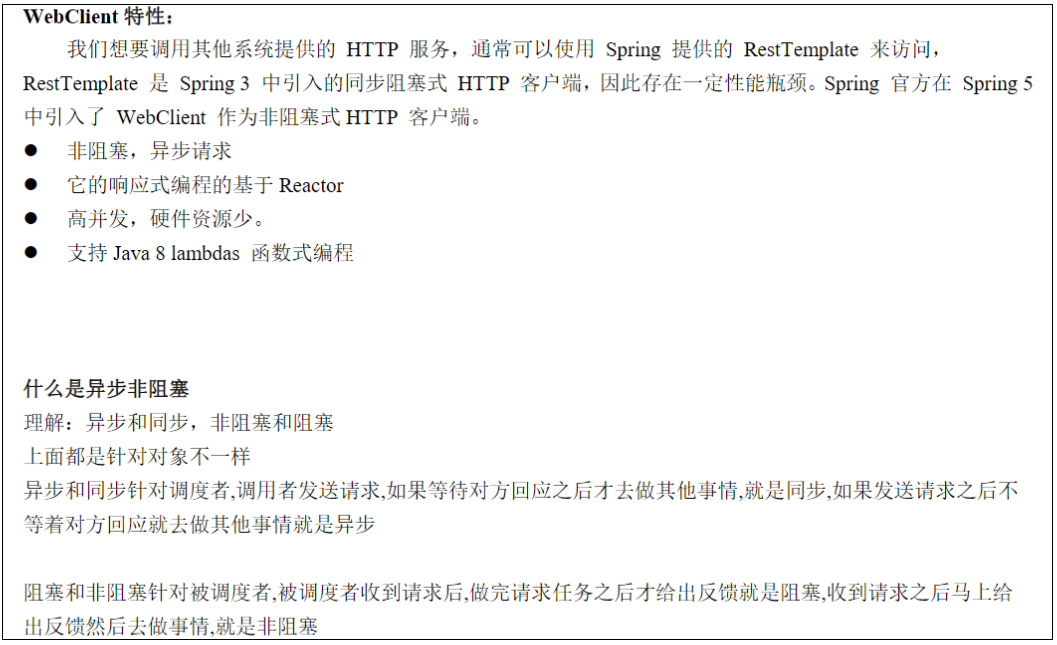 WebClient 特性：
我们想要调用其他系统提供的 HTTP 服务，通常可以使用 Spring 提供的 RestTemplate 来访问，
RestTemplate 是 Spring 3 中引入的同步阻塞式 HTTP 客户端，因此存在一定性能瓶颈。Spring 官方在 Spring 5
中引入了 WebClient 作为非阻塞式HTTP 客户端。
● 非阻塞，异步请求
● 它的响应式编程的基于 Reactor
● 高并发，硬件资源少。
● 支持 Java 8 lambdas 函数式编程
什么是异步非阻塞
理解：异步和同步，非阻塞和阻塞
上面都是针对对象不一样
异步和同步针对调度者,调用者发送请求,如果等待对方回应之后才去做其他事情,就是同步,如果发送请求之后不
等着对方回应就去做其他事情就是异步
阻塞和非阻塞针对被调度者,被调度者收到请求后,做完请求任务之后才给出反馈就是阻塞,收到请求之后马上给
出反馈然后去做事情,就是非阻塞